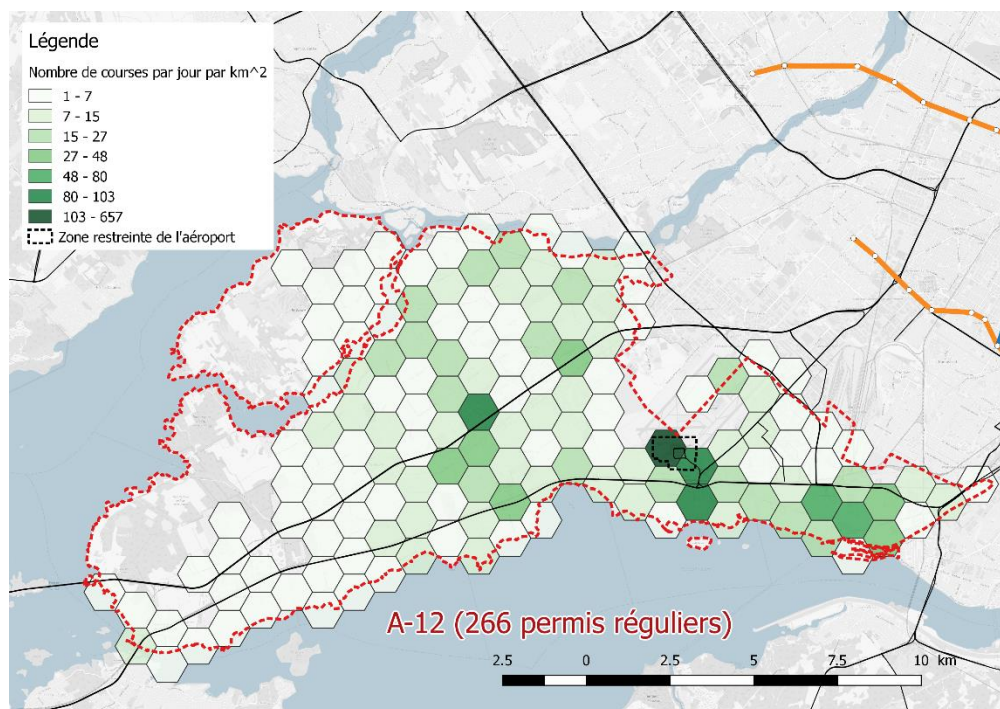 Légende
Nombre de courses par jour par km^2
1 - 7
7 - 15
15 - 27
27 - 48
48 - 80
80 - 103
103 - 657
Zone restreinte de l'aéroport
A-12 (266 permis réguliers)
2.5 0 2.5 5 7.5 10 km